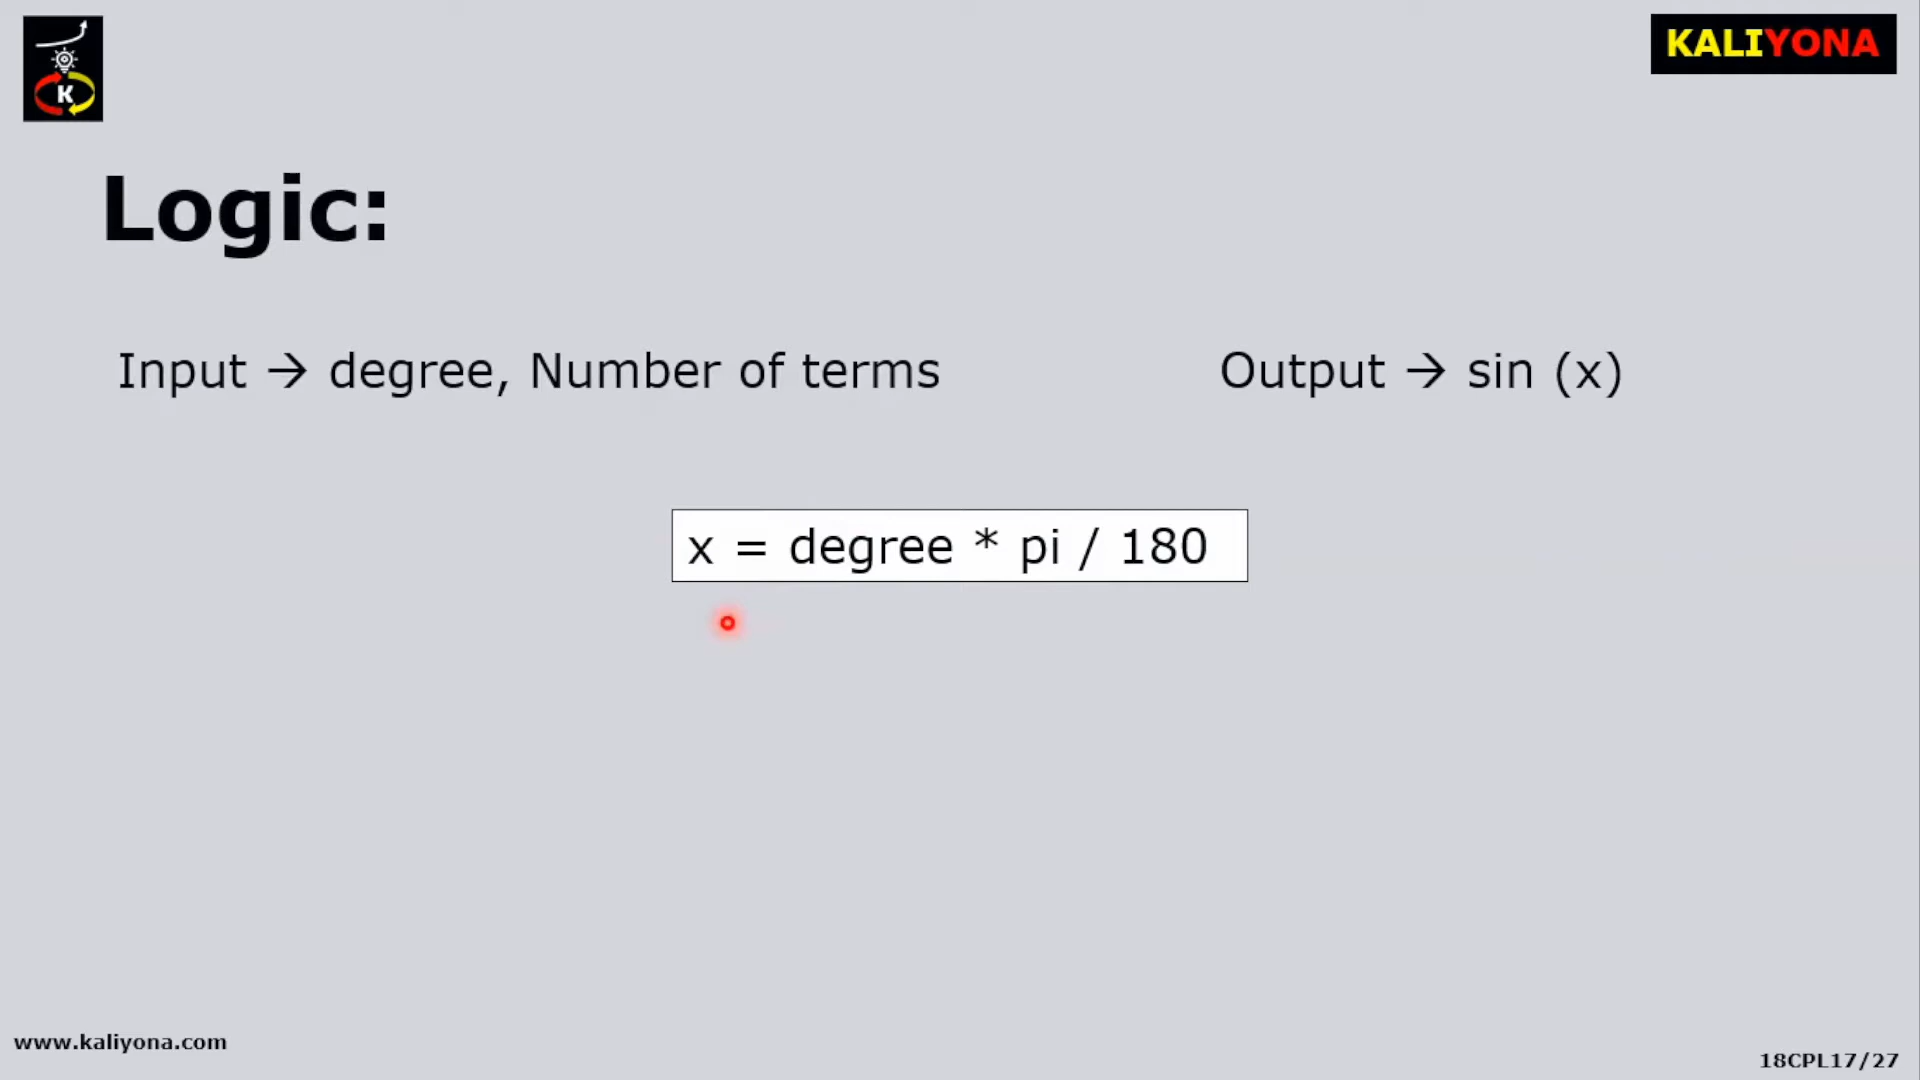 K
KALIYONA
Logic:
Input → degree, Number of terms
Output → sin (x)
x = degree * pi / 180
www.kaliyona.com
18CPL17/27